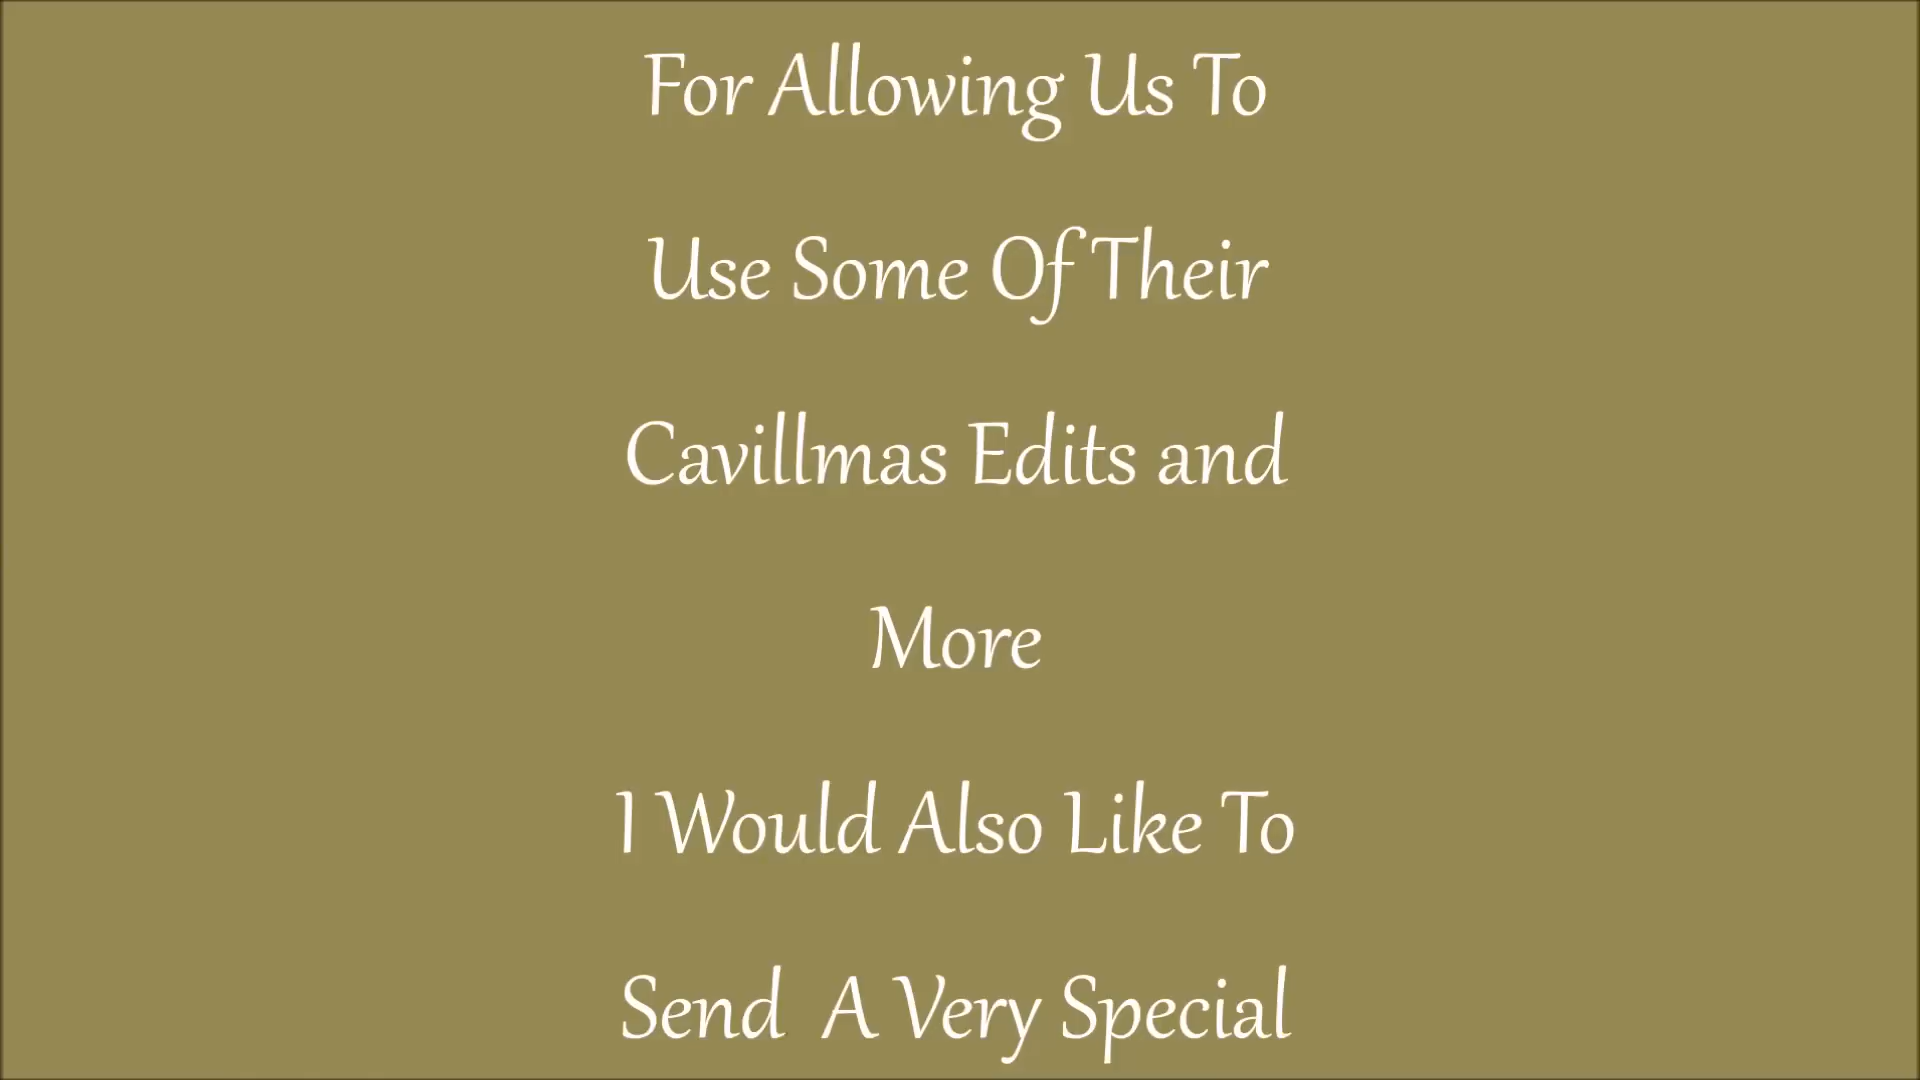 For Allowing Us To
Use Some Of Their
Cavillmas Edits and
More
I Would Also Like To
Send  A Very Special